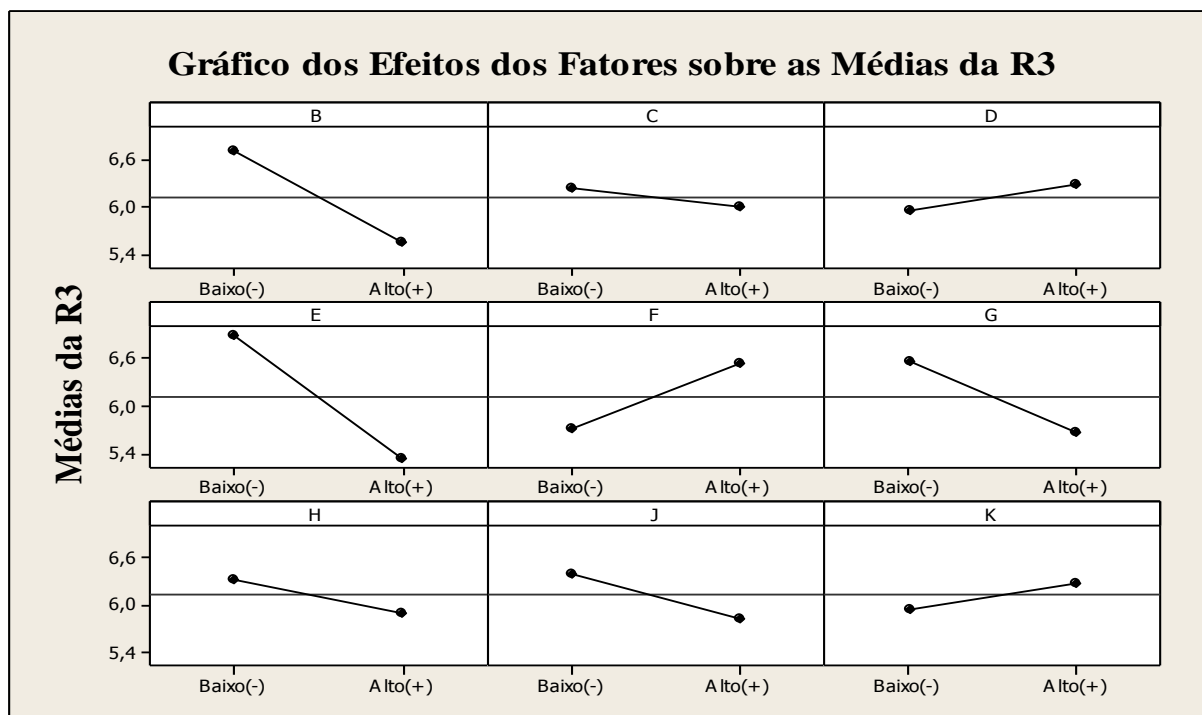 Gráfico dos Efeitos dos Fatores sobre as Médias da R3
Médias da R3
B C D
6,6
6,0
5,4
Baixo(-) Alto(+) Baixo(-) Alto(+) Baixo(-) Alto(+)
E F G
6,6
6,0
5,4
Baixo(-) Alto(+) Baixo(-) Alto(+) Baixo(-) Alto(+)
H J K
6,6
6,0
5,4
Baixo(-) Alto(+) Baixo(-) Alto(+) Baixo(-) Alto(+)